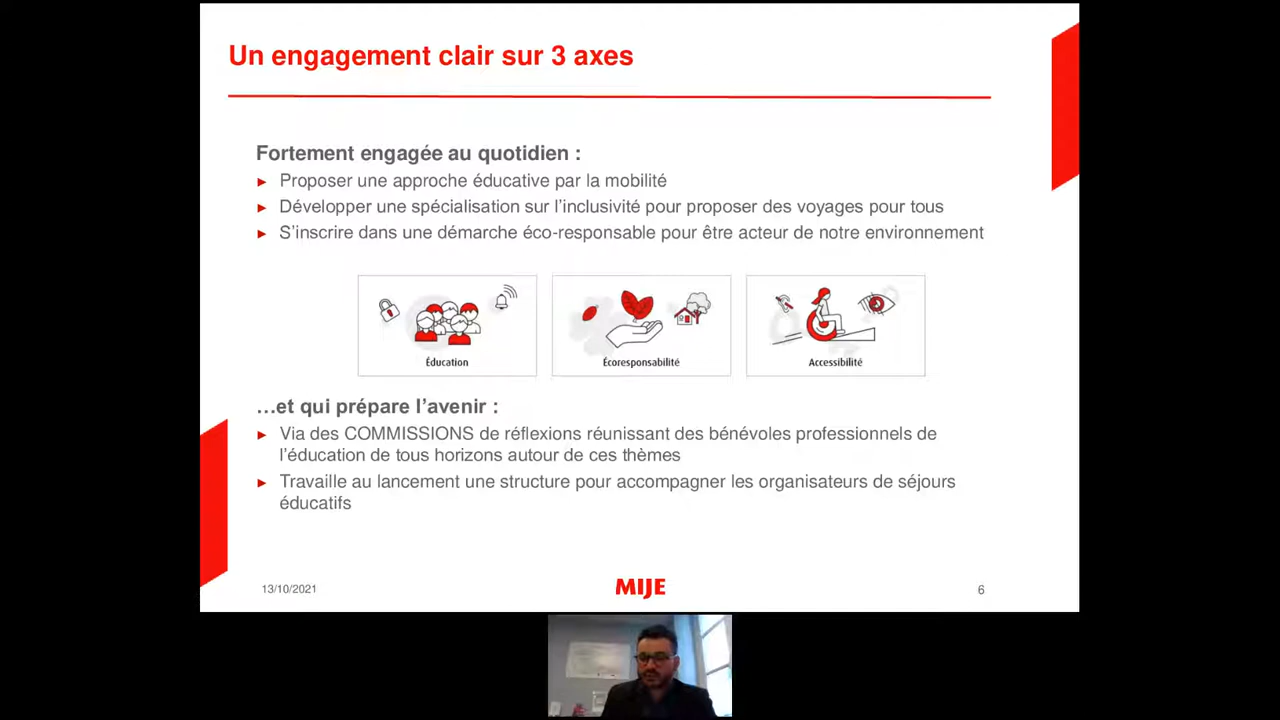 Un engagement clair sur 3 axes
Fortement engagée au quotidien :
► Proposer une approche éducative par la mobilité
► Développer une spécialisation sur l’inclusivité pour proposer des voyages pour tous
► S’inscrire dans une démarche éco-responsable pour être acteur de notre environnement
Éducation
Écoresponsabilité
Accessibilité
…et qui prépare l’avenir :
► Via des COMMISSIONS de réflexions réunissant des bénévoles professionnels de
l’éducation de tous horizons autour de ces thèmes
► Travaille au lancement une structure pour accompagner les organisateurs de séjours
éducatifs
13/10/2021
MIJE
6